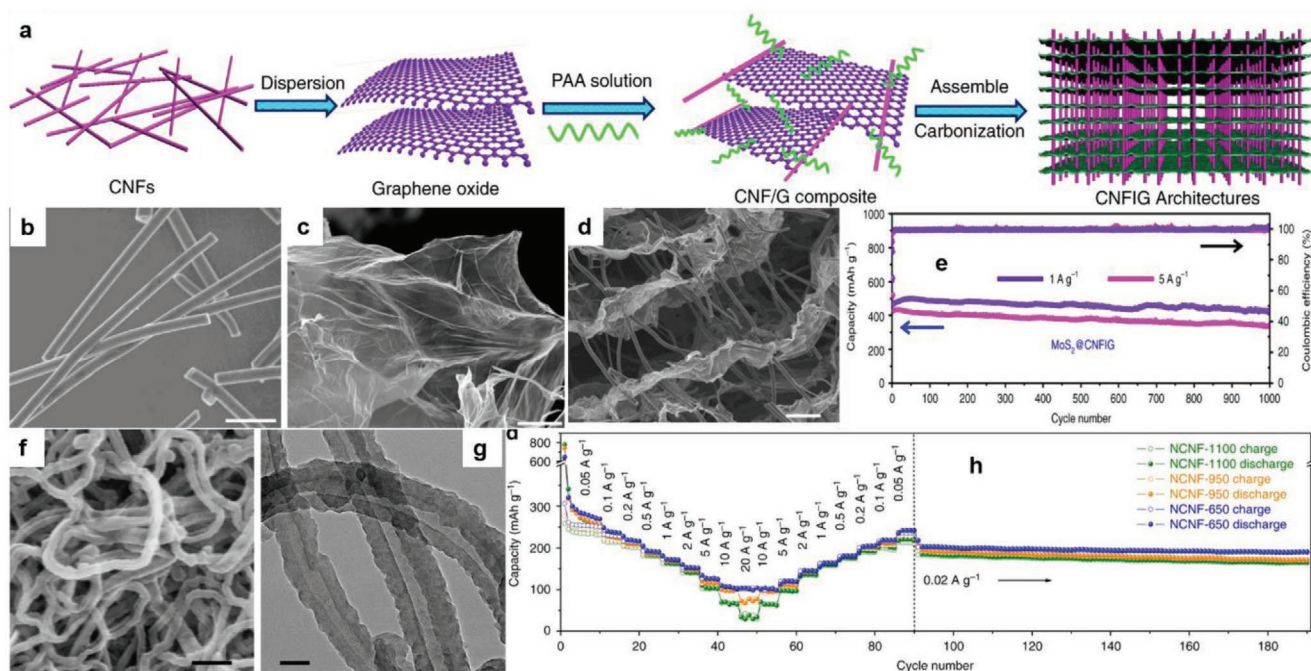 a
Dispersion
PAA solution
Assemble
Carbonization
CNFs
Graphene oxide
CNF/G composite
CNFIG Architectures
b
c
d
e
Capacity (mAh g⁻¹)
900
800
700
600
500
400
300
200
100
0
1 A g⁻¹
5 A g⁻¹
MoS₂@CNFIG
100
80
60
40
20
0
Coulombic efficiency (%)
0 50 100 200 300 400 500 600 700 800 900 1000
Cycle number
f
g
d
h
Capacity (mAh g⁻¹)
800
600
300
200
100
0
0.05 A g⁻¹
0.1 A g⁻¹
0.2 A g⁻¹
0.5 A g⁻¹
1 A g⁻¹
2 A g⁻¹
5 A g⁻¹
10 A g⁻¹
20 A g⁻¹
10 A g⁻¹
5 A g⁻¹
2 A g⁻¹
1 A g⁻¹
0.5 A g⁻¹
0.2 A g⁻¹
0.1 A g⁻¹
0.05 A g⁻¹
NCNF-1100 charge
NCNF-1100 discharge
NCNF-950 charge
NCNF-950 discharge
NCNF-650 charge
NCNF-650 discharge
0.02 A g⁻¹
0 20 40 60 80 100 120 140 160 180
Cycle number